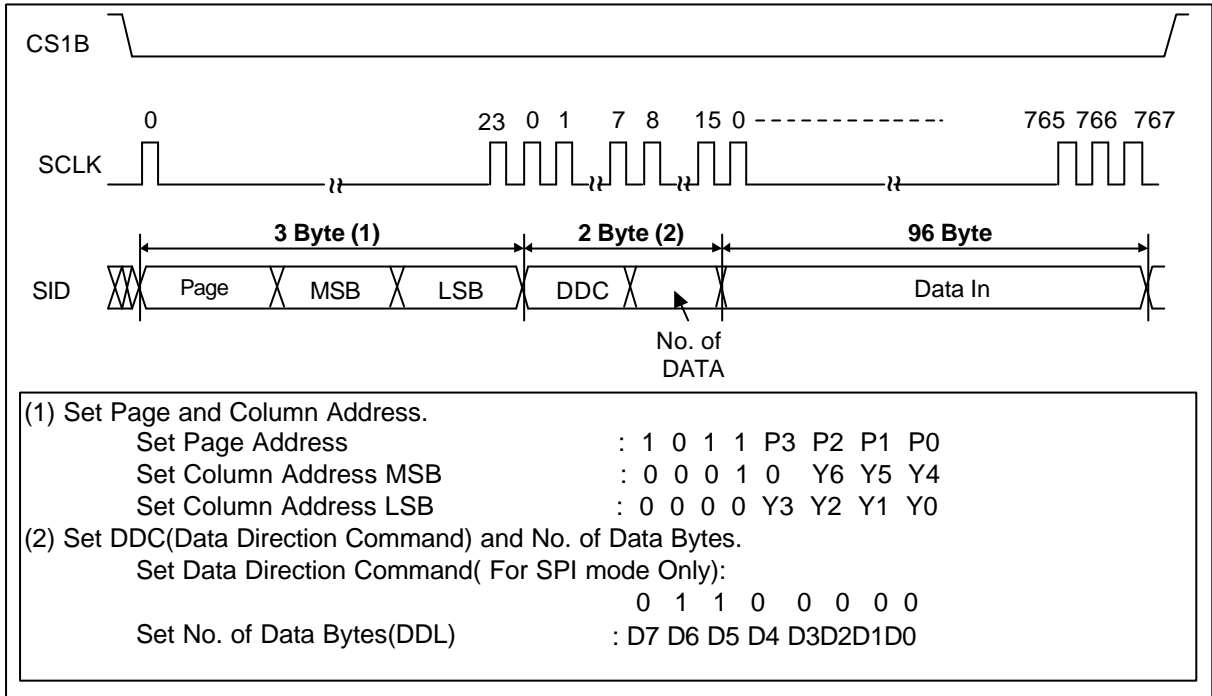 CS1B
0 23 0 1 7 8 15 0 765 766 767
SCLK
3 Byte (1) 2 Byte (2) 96 Byte
SID Page MSB LSB DDC Data In
No. of
DATA
(1) Set Page and Column Address.
Set Page Address : 1 0 1 1 P3 P2 P1 P0
Set Column Address MSB : 0 0 0 1 0 Y6 Y5 Y4
Set Column Address LSB : 0 0 0 0 Y3 Y2 Y1 Y0
(2) Set DDC(Data Direction Command) and No. of Data Bytes.
Set Data Direction Command( For SPI mode Only):
0 1 1 0 0 0 0 0
Set No. of Data Bytes(DDL) : D7 D6 D5 D4 D3D2D1D0